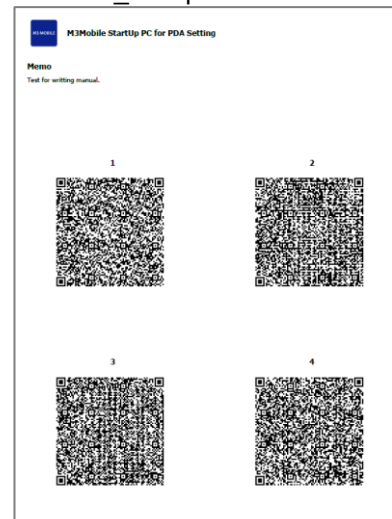 M3 MOBILE
M3Mobile StartUp PC for PDA Setting
Memo
Test for writting manual.
1
2
3
4